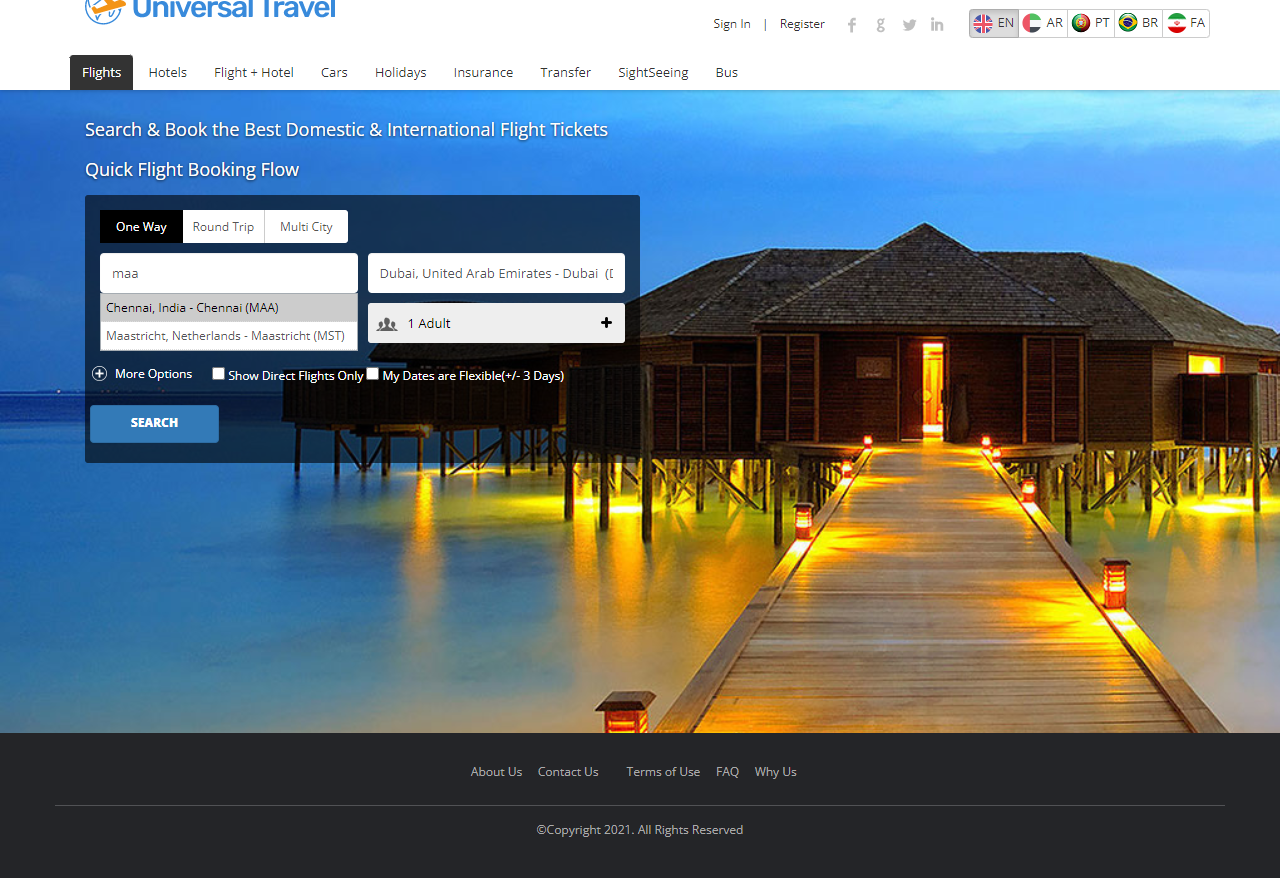 Universal Travel
Sign In | Register
EN AR PT BR FA
Flights Hotels Flight + Hotel Cars Holidays Insurance Transfer SightSeeing Bus
Search & Book the Best Domestic & International Flight Tickets
Quick Flight Booking Flow
One Way Round Trip Multi City
maa Dubai, United Arab Emirates - Dubai (D
Chennai, India - Chennai (MAA)
1 Adult
Maastricht, Netherlands - Maastricht (MST)
More Options Show Direct Flights Only My Dates are Flexible(+/- 3 Days)
SEARCH
About Us Contact Us Terms of Use FAQ Why Us
©Copyright 2021. All Rights Reserved